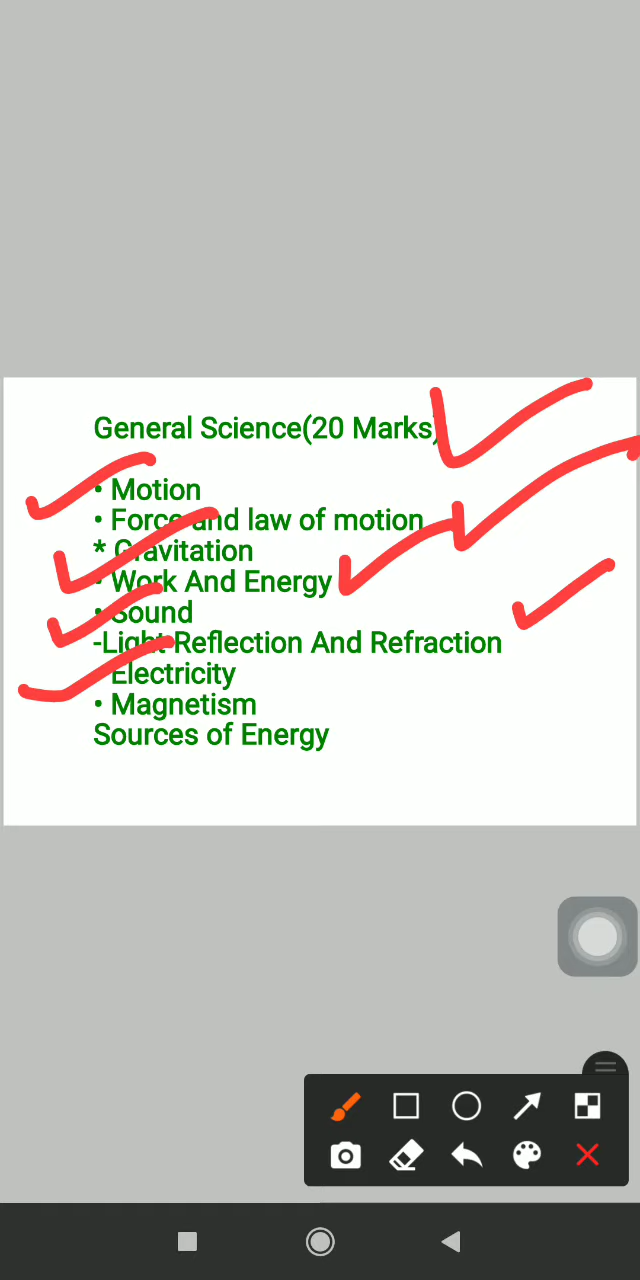 General Science(20 Marks)
• Motion
• Force and law of motion
* Gravitation
• Work And Energy
• Sound
-Light Reflection And Refraction
Electricity
• Magnetism
Sources of Energy